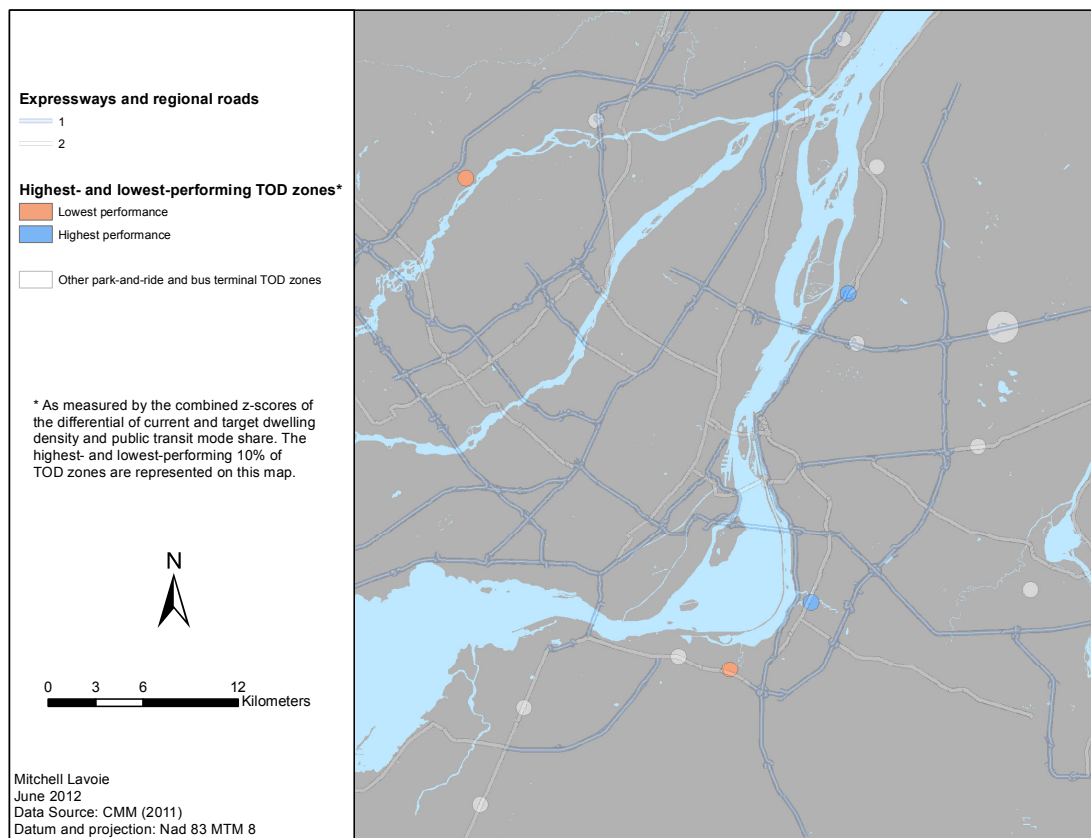 Expressways and regional roads
1
2
Highest- and lowest-performing TOD zones*
Lowest performance
Highest performance
Other park-and-ride and bus terminal TOD zones
* As measured by the combined z-scores of
the differential of current and target dwelling
density and public transit mode share. The
highest- and lowest-performing 10% of
TOD zones are represented on this map.
N
0 3 6 12
Kilometers
Mitchell Lavoie
June 2012
Data Source: CMM (2011)
Datum and projection: Nad 83 MTM 8